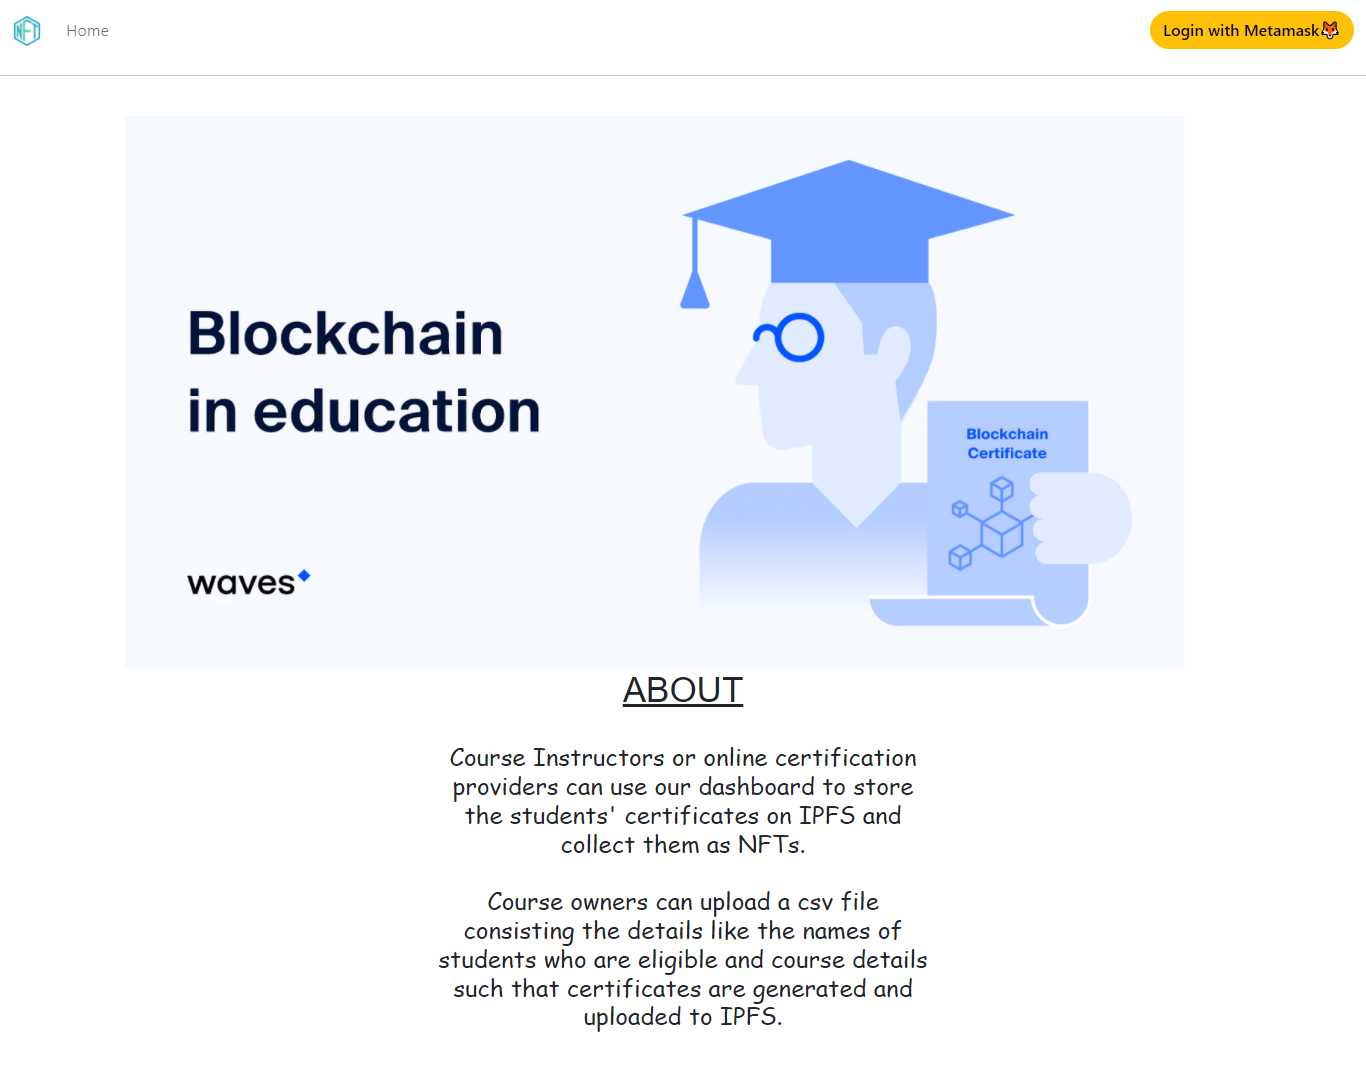 NFT
Home
Login with Metamask
Blockchain
in education
Blockchain
Certificate
waves
ABOUT
Course Instructors or online certification
providers can use our dashboard to store
the students' certificates on IPFS and
collect them as NFTs.
Course owners can upload a csv file
consisting the details like the names of
students who are eligible and course details
such that certificates are generated and
uploaded to IPFS.